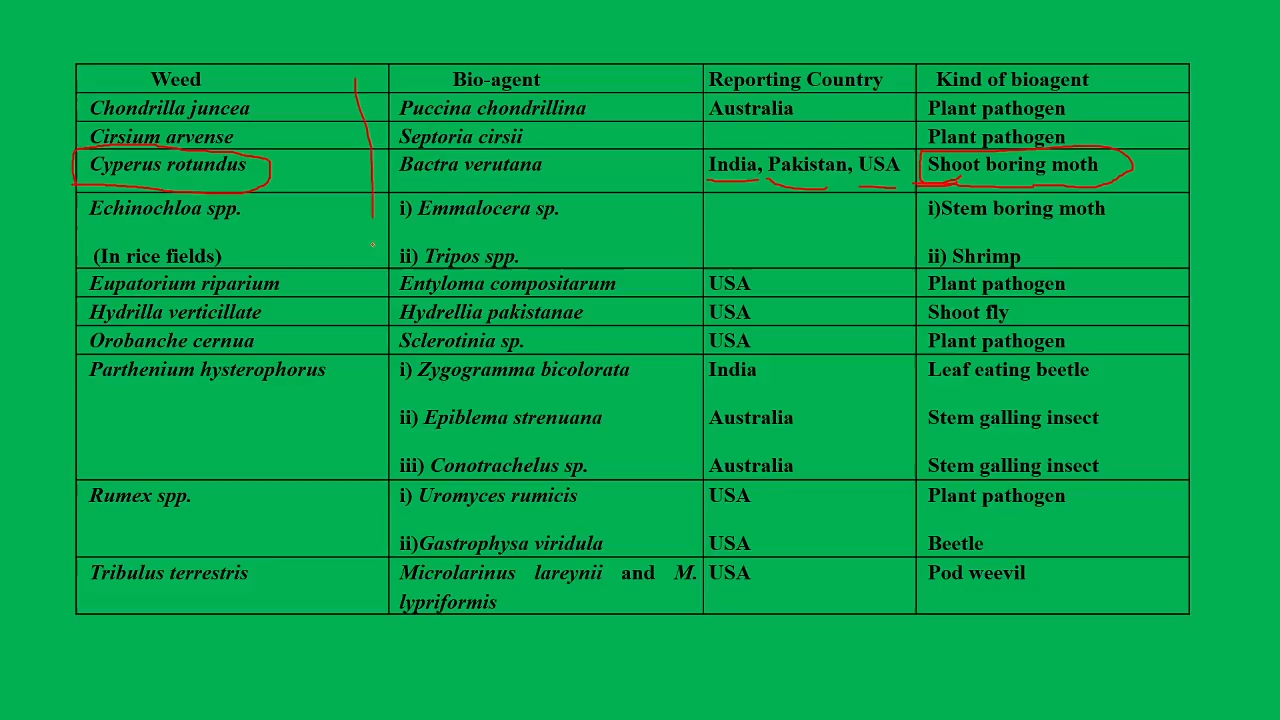 Weed Bio-agent Reporting Country Kind of bioagent
Chondrilla juncea Puccina chondrillina Australia Plant pathogen
Cirsium arvense Septoria cirsii Plant pathogen
Cyperus rotundus Bactra verutana India, Pakistan, USA Shoot boring moth
Echinochloa spp. i) Emmalocera sp. i)Stem boring moth
(In rice fields) ii) Tripos spp. ii) Shrimp
Eupatorium riparium Entyloma compositarum USA Plant pathogen
Hydrilla verticillate Hydrellia pakistanae USA Shoot fly
Orobanche cernua Sclerotinia sp. USA Plant pathogen
Parthenium hysterophorus i) Zygogramma bicolorata India Leaf eating beetle
ii) Epiblema strenuana Australia Stem galling insect
iii) Conotrachelus sp. Australia Stem galling insect
Rumex spp. i) Uromyces rumicis USA Plant pathogen
ii)Gastrophysa viridula USA Beetle
Tribulus terrestris Microlarinus lareynii and M. USA Pod weevil
lypriformis